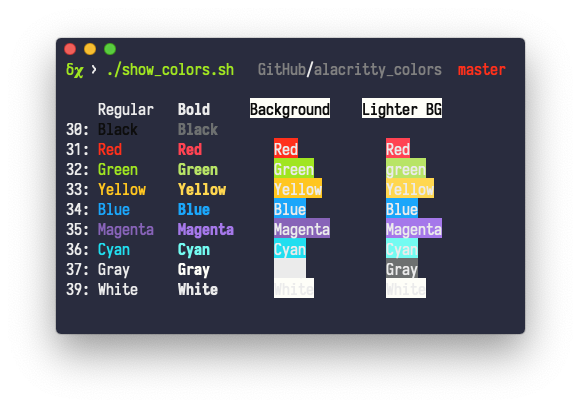 δχ › ./show_colors.sh GitHub/alacritty_colors master
Regular Bold Background Lighter BG
30: Black Black
31: Red Red Red Red
32: Green Green Green green
33: Yellow Yellow Yellow Yellow
34: Blue Blue Blue Blue
35: Magenta Magenta Magenta Magenta
36: Cyan Cyan Cyan Cyan
37: Gray Gray Gray
39: White White White White